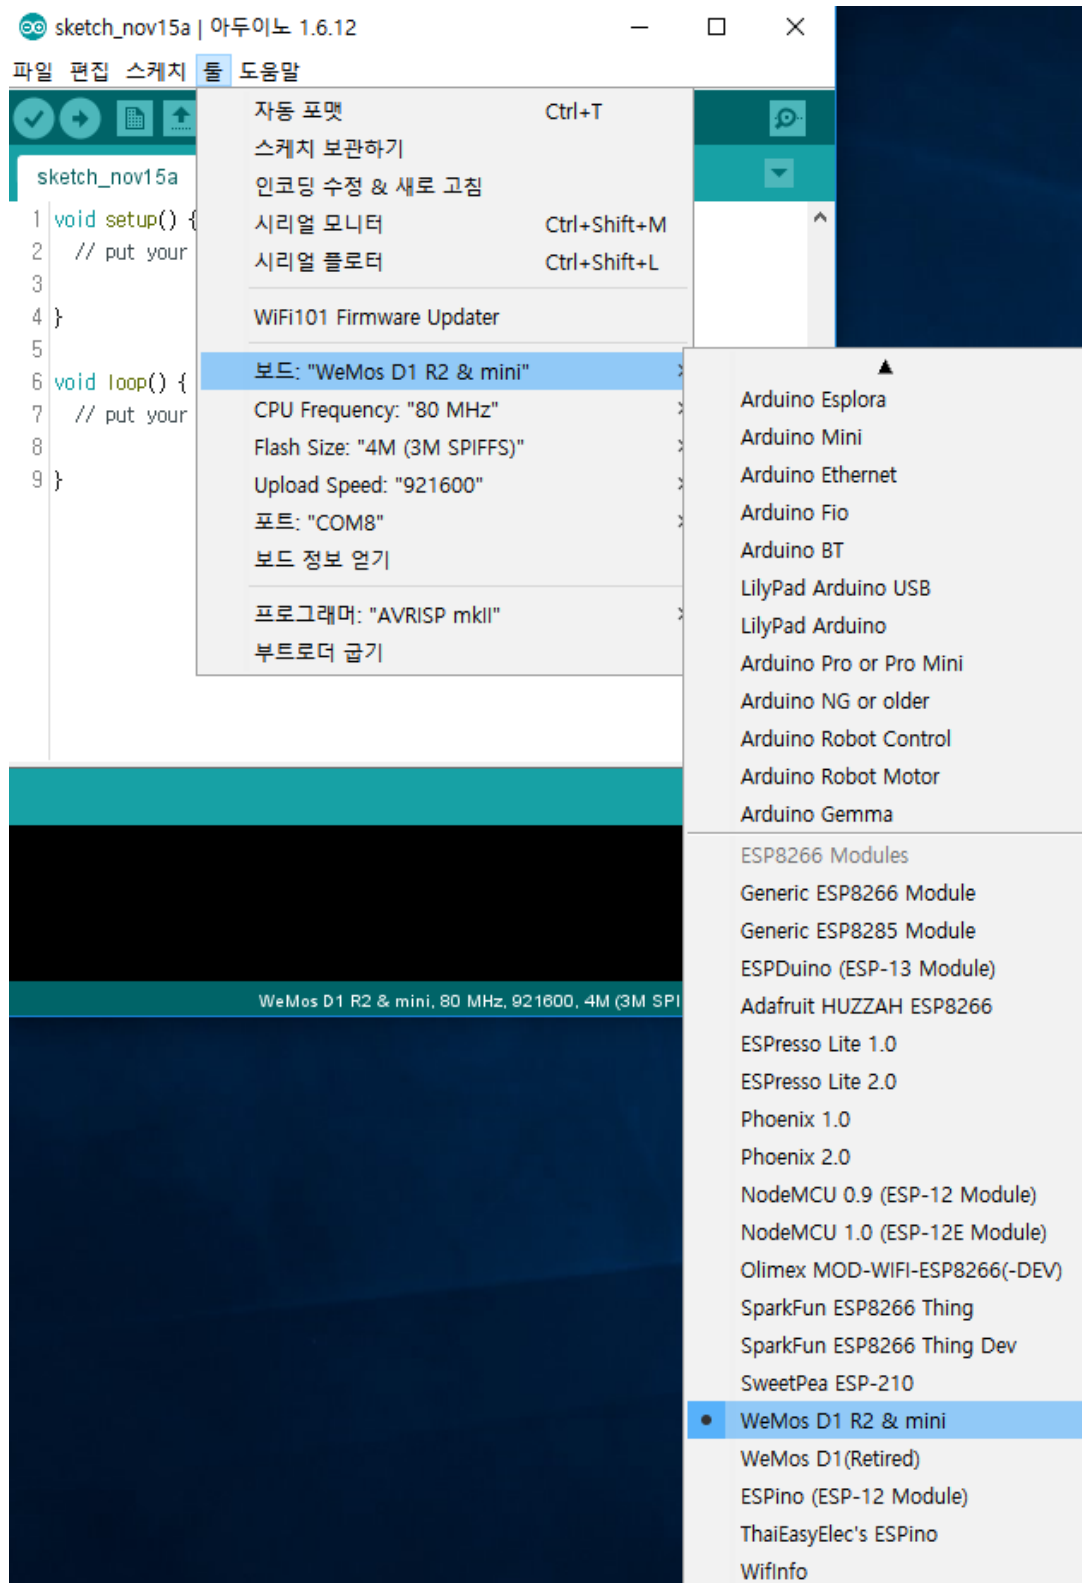 sketch_nov15a | 아두이노 1.6.12
파일 편집 스케치 툴 도움말
sketch_nov15a
1 void setup() {
2 // put your
3
4 }
5
6 void loop() {
7 // put your
8
9 }
자동 포맷 Ctrl+T
스케치 보관하기
인코딩 수정 & 새로 고침
시리얼 모니터 Ctrl+Shift+M
시리얼 플로터 Ctrl+Shift+L
WiFi101 Firmware Updater
보드: "WeMos D1 R2 & mini"
CPU Frequency: "80 MHz"
Flash Size: "4M (3M SPIFFS)"
Upload Speed: "921600"
포트: "COM8"
보드 정보 얻기
프로그래머: "AVRISP mkII"
부트로더 굽기
Arduino Esplora
Arduino Mini
Arduino Ethernet
Arduino Fio
Arduino BT
LilyPad Arduino USB
LilyPad Arduino
Arduino Pro or Pro Mini
Arduino NG or older
Arduino Robot Control
Arduino Robot Motor
Arduino Gemma
ESP8266 Modules
Generic ESP8266 Module
Generic ESP8285 Module
ESPDuino (ESP-13 Module)
Adafruit HUZZAH ESP8266
ESPresso Lite 1.0
ESPresso Lite 2.0
Phoenix 1.0
Phoenix 2.0
NodeMCU 0.9 (ESP-12 Module)
NodeMCU 1.0 (ESP-12E Module)
Olimex MOD-WIFI-ESP8266(-DEV)
SparkFun ESP8266 Thing
SparkFun ESP8266 Thing Dev
SweetPea ESP-210
WeMos D1 R2 & mini
WeMos D1(Retired)
ESPino (ESP-12 Module)
ThaiEasyElec's ESPino
WifInfo
WeMos D1 R2 & mini, 80 MHz, 921600, 4M (3M SPI